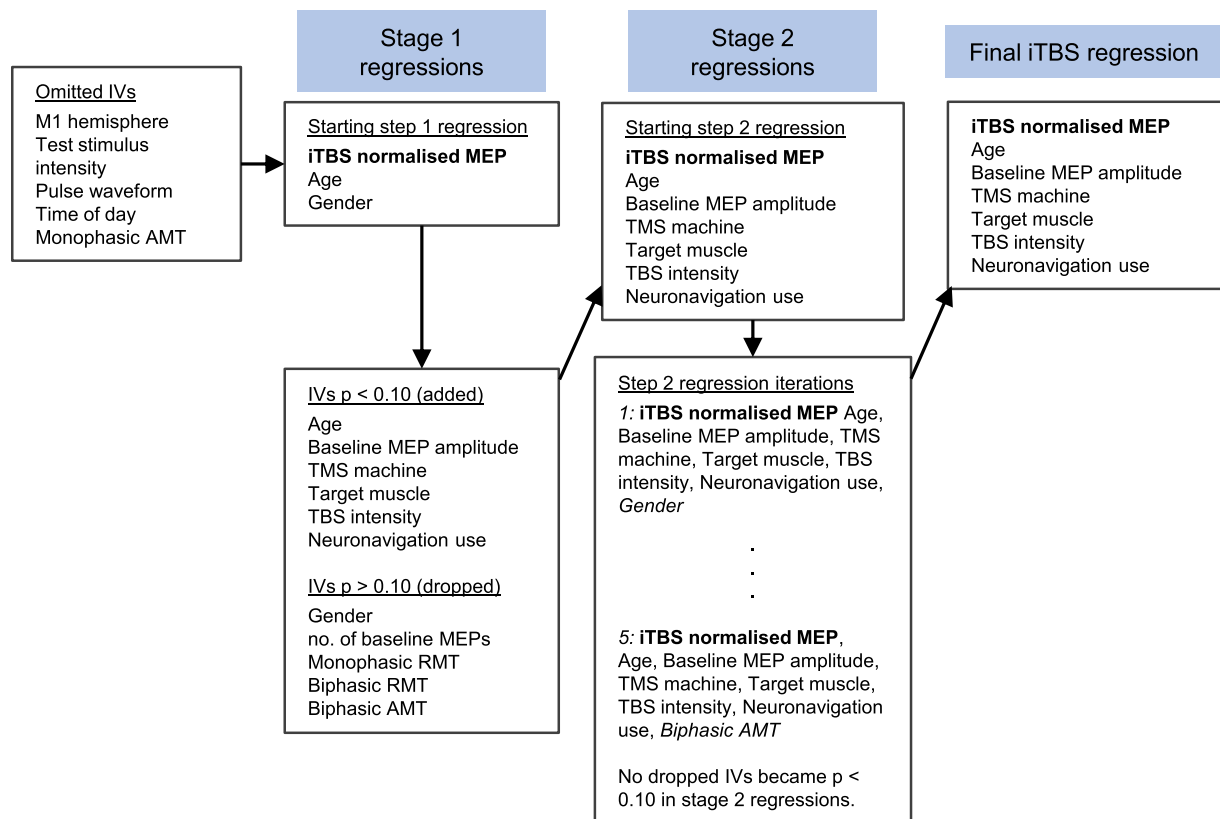 Stage 1
regressions
Stage 2
regressions
Final iTBS regression
Omitted IVs
M1 hemisphere
Test stimulus
intensity
Pulse waveform
Time of day
Monophasic AMT
Starting step 1 regression
iTBS normalised MEP
Age
Gender
IVs p < 0.10 (added)
Age
Baseline MEP amplitude
TMS machine
Target muscle
TBS intensity
Neuronavigation use
IVs p > 0.10 (dropped)
Gender
no. of baseline MEPs
Monophasic RMT
Biphasic RMT
Biphasic AMT
Starting step 2 regression
iTBS normalised MEP
Age
Baseline MEP amplitude
TMS machine
Target muscle
TBS intensity
Neuronavigation use
Step 2 regression iterations
1: iTBS normalised MEP Age,
Baseline MEP amplitude, TMS
machine, Target muscle, TBS
intensity, Neuronavigation use,
Gender
.
.
.
5: iTBS normalised MEP,
Age, Baseline MEP amplitude,
TMS machine, Target muscle,
TBS intensity, Neuronavigation
use, Biphasic AMT
No dropped IVs became p <
0.10 in stage 2 regressions.
iTBS normalised MEP
Age
Baseline MEP amplitude
TMS machine
Target muscle
TBS intensity
Neuronavigation use